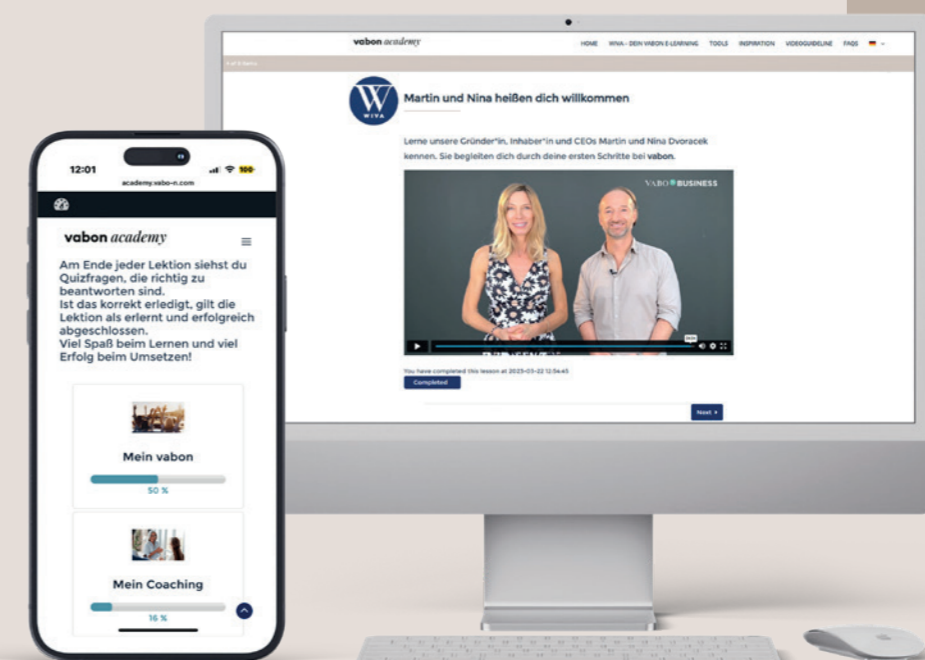 vabon academy
HOME WIVA - DEIN VABON E-LEARNING TOOLS INSPIRATION VIDEOGUIDELINE FAQS
W
WIVA
Martin und Nina heißen dich willkommen
Lerne unsere Gründer*in, Inhaber*in und CEOs Martin und Nina Dvoracek
kennen. Sie begleiten dich durch deine ersten Schritte bei vabon.
VABO BUSINESS
You have completed this lesson at 2023-03-22 12:54:45
Completed
Next
12:01
100
academy.vabo-n.com
vabon academy
Am Ende jeder Lektion siehst du
Quizfragen, die richtig zu
beantworten sind.
Ist das korrekt erledigt, gilt die
Lektion als erlernt und erfolgreich
abgeschlossen.
Viel Spaß beim Lernen und viel
Erfolg beim Umsetzen!
Mein vabon
50 %
Mein Coaching
16 %